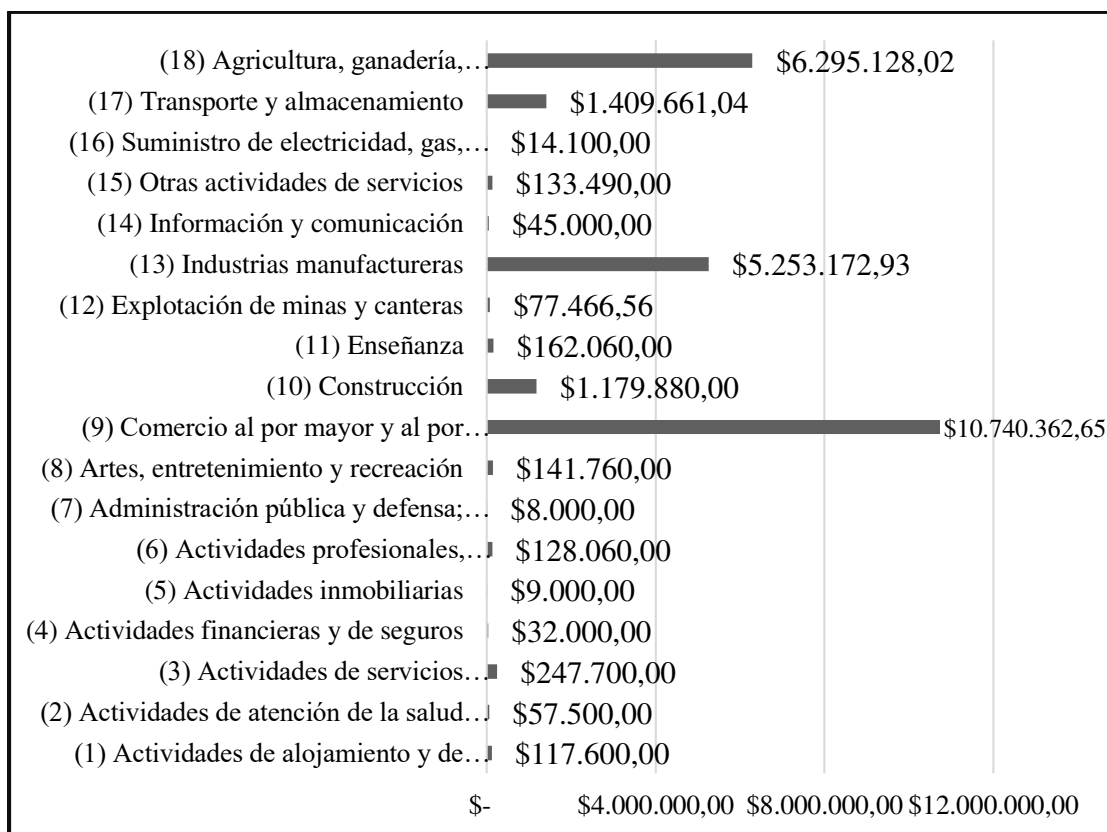 (18) Agricultura, ganadería,… $6.295.128,02
(17) Transporte y almacenamiento $1.409.661,04
(16) Suministro de electricidad, gas,… $14.100,00
(15) Otras actividades de servicios $133.490,00
(14) Información y comunicación $45.000,00
(13) Industrias manufactureras $5.253.172,93
(12) Explotación de minas y canteras $77.466,56
(11) Enseñanza $162.060,00
(10) Construcción $1.179.880,00
(9) Comercio al por mayor y al por… $10.740.362,65
(8) Artes, entretenimiento y recreación $141.760,00
(7) Administración pública y defensa;… $8.000,00
(6) Actividades profesionales,… $128.060,00
(5) Actividades inmobiliarias $9.000,00
(4) Actividades financieras y de seguros $32.000,00
(3) Actividades de servicios… $247.700,00
(2) Actividades de atención de la salud… $57.500,00
(1) Actividades de alojamiento y de… $117.600,00
$- $4.000.000,00 $8.000.000,00 $12.000.000,00